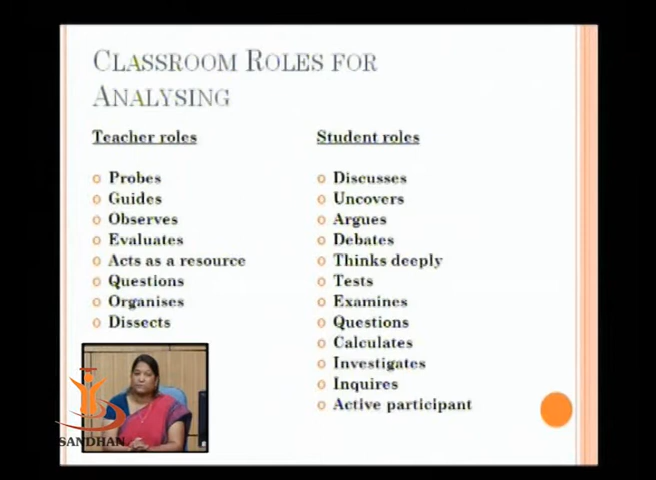 CLASSROOM ROLES FOR
ANALYSING
Teacher roles
Probes
Guides
Observes
Evaluates
Acts as a resource
Questions
Organises
Dissects
Student roles
Discusses
Uncovers
Argues
Debates
Thinks deeply
Tests
Examines
Questions
Calculates
Investigates
Inquires
Active participant
SANDHAN